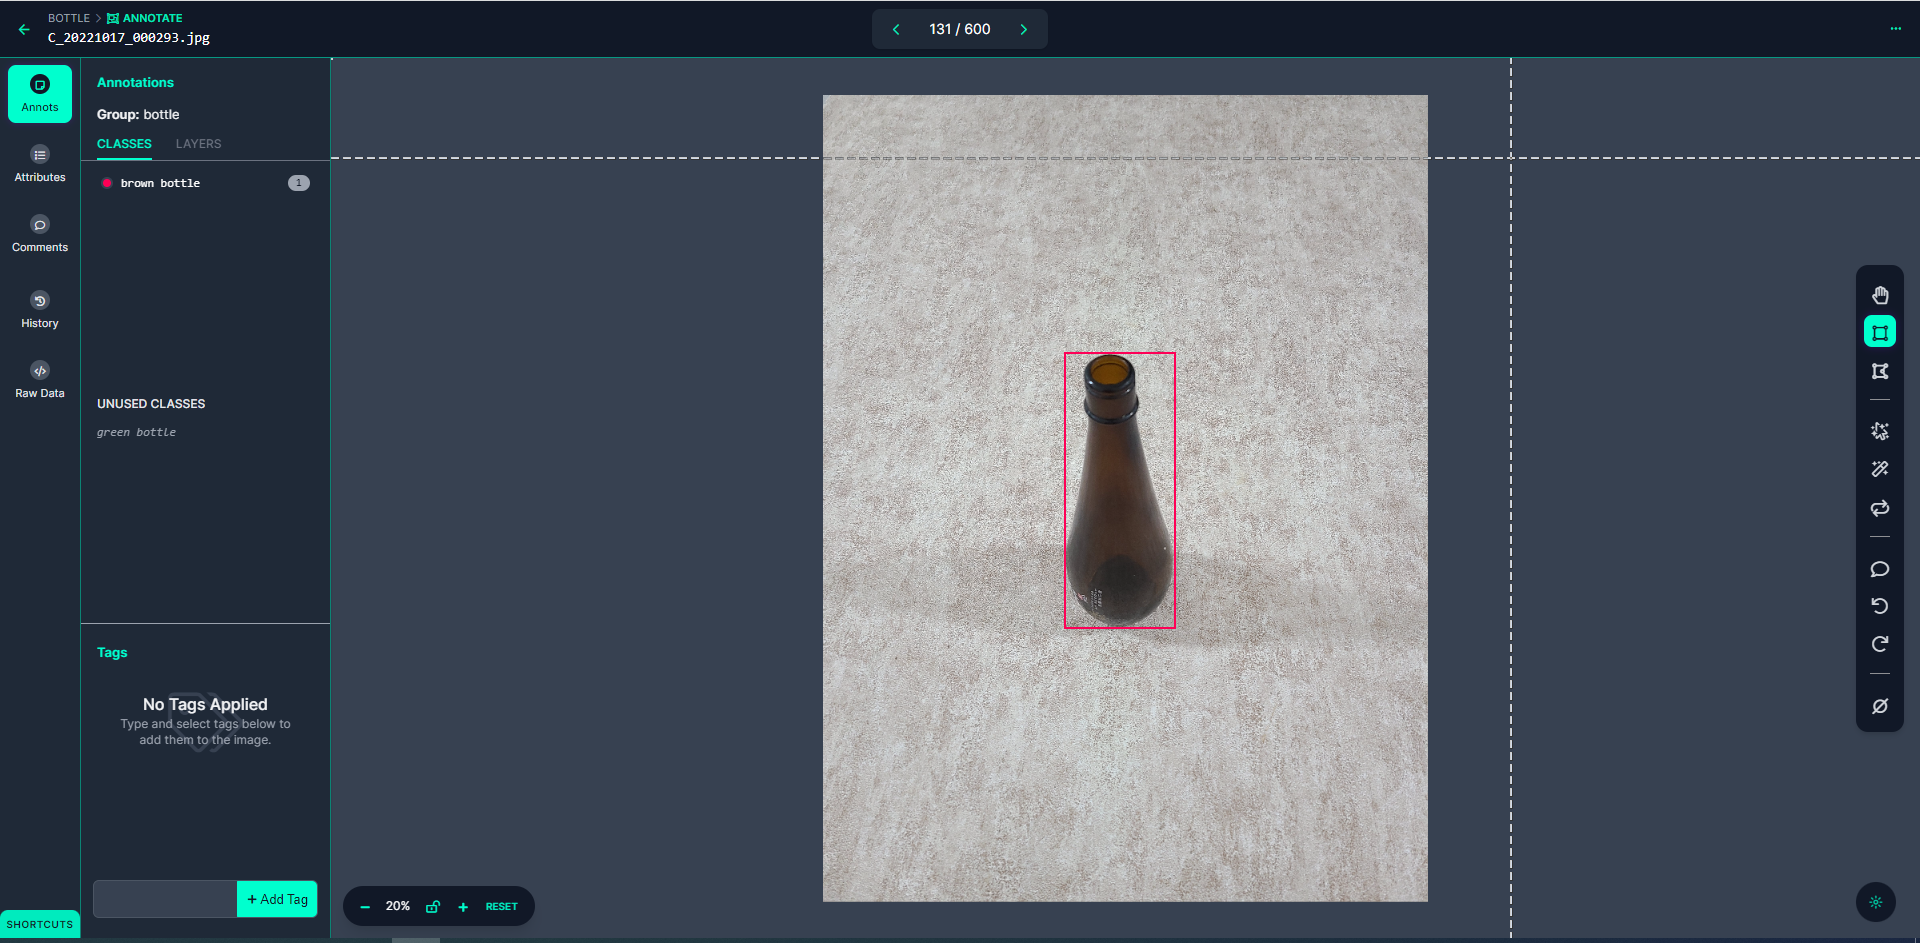 BOTTLE > ANNOTATE
C_20221017_000293.jpg
131 / 600
Annots
Attributes
Comments
History
Raw Data
SHORTCUTS
Annotations
Group: bottle
CLASSES LAYERS
brown bottle 1
UNUSED CLASSES
green bottle
Tags
No Tags Applied
Type and select tags below to
add them to the image.
+ Add Tag
− 20% + RESET